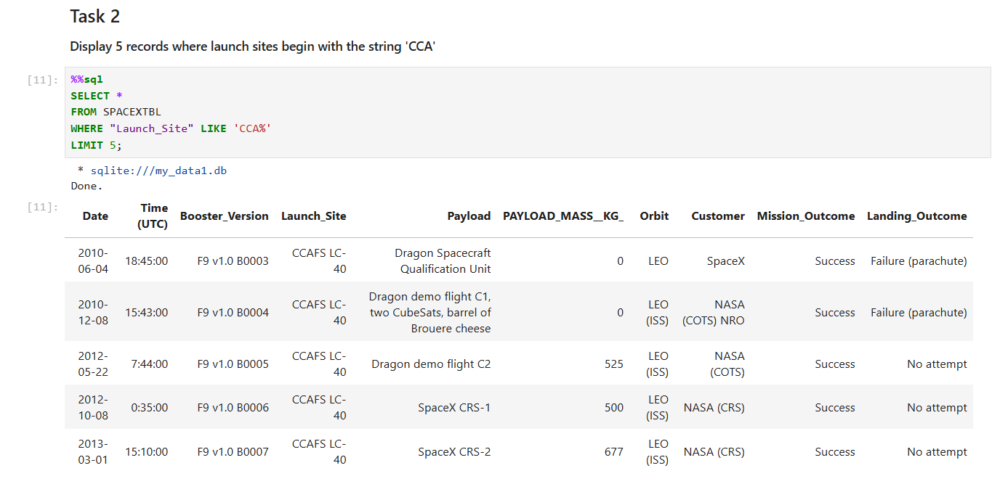 Task 2
Display 5 records where launch sites begin with the string 'CCA'
[11]:
%%sql
SELECT *
FROM SPACEXTBL
WHERE "Launch_Site" LIKE 'CCA%'
LIMIT 5;
* sqlite:///my_data1.db
Done.
[11]:
Date Time (UTC) Booster_Version Launch_Site Payload PAYLOAD_MASS__KG_ Orbit Customer Mission_Outcome Landing_Outcome
2010-06-04 18:45:00 F9 v1.0 B0003 CCAFS LC-40 Dragon Spacecraft Qualification Unit 0 LEO SpaceX Success Failure (parachute)
2010-12-08 15:43:00 F9 v1.0 B0004 CCAFS LC-40 Dragon demo flight C1, two CubeSats, barrel of Brouere cheese 0 LEO (ISS) NASA (COTS) NRO Success Failure (parachute)
2012-05-22 7:44:00 F9 v1.0 B0005 CCAFS LC-40 Dragon demo flight C2 525 LEO (ISS) NASA (COTS) Success No attempt
2012-10-08 0:35:00 F9 v1.0 B0006 CCAFS LC-40 SpaceX CRS-1 500 LEO (ISS) NASA (CRS) Success No attempt
2013-03-01 15:10:00 F9 v1.0 B0007 CCAFS LC-40 SpaceX CRS-2 677 LEO (ISS) NASA (CRS) Success No attempt